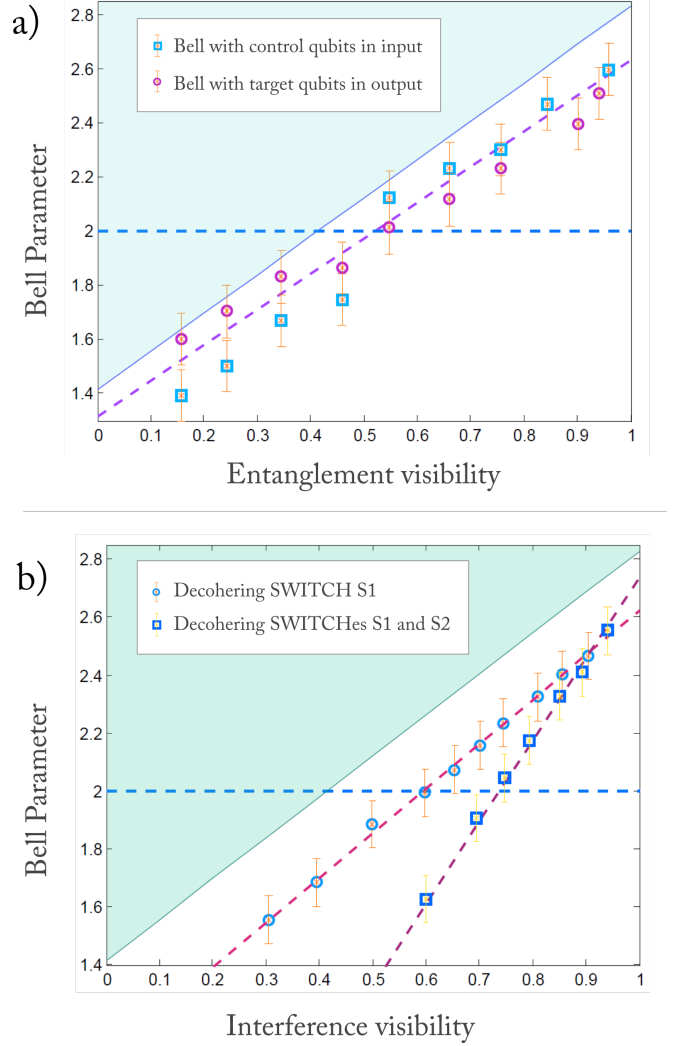 a)
2.8
2.6
2.4
2.2
2
1.8
1.6
1.4
Bell Parameter
Bell with control qubits in input
Bell with target qubits in output
0 0.1 0.2 0.3 0.4 0.5 0.6 0.7 0.8 0.9 1
Entanglement visibility
b)
2.8
2.6
2.4
2.2
2
1.8
1.6
1.4
Bell Parameter
Decohering SWITCH S1
Decohering SWITCHes S1 and S2
0 0.1 0.2 0.3 0.4 0.5 0.6 0.7 0.8 0.9 1
Interference visibility